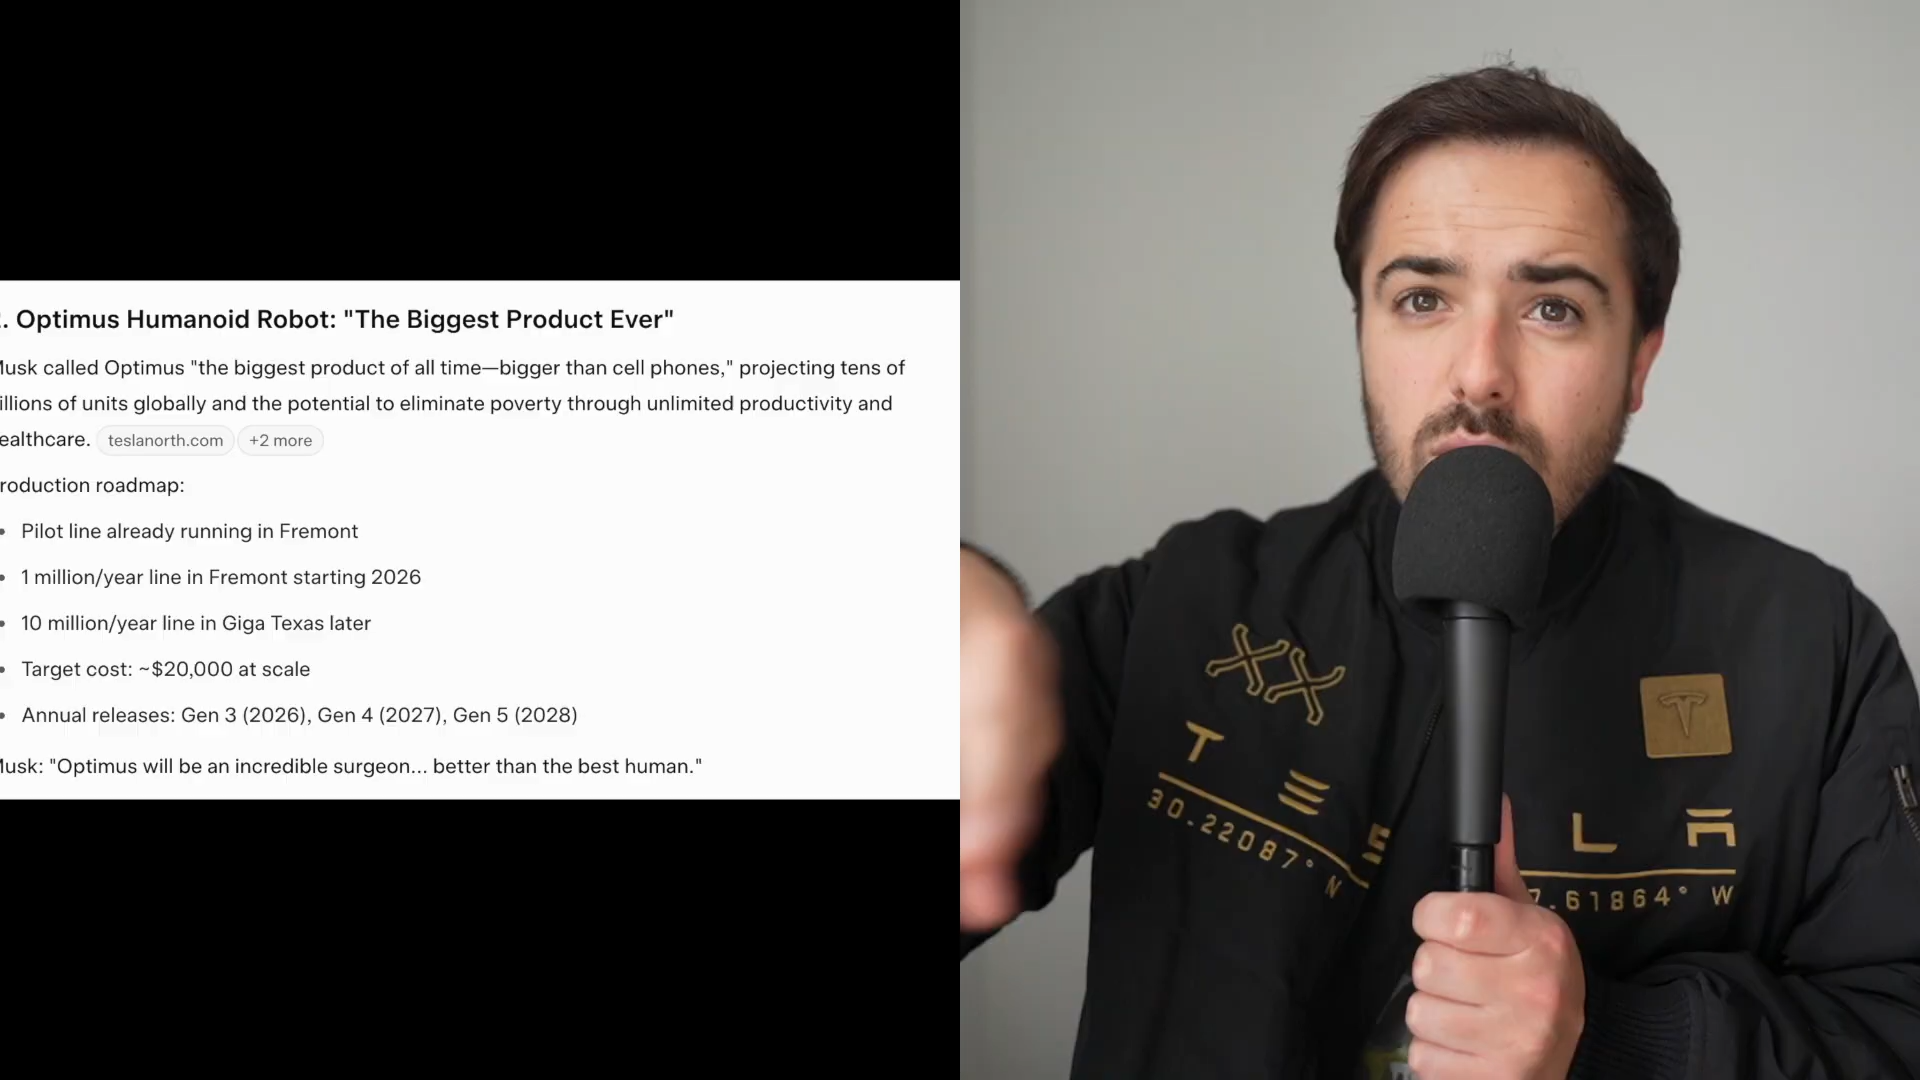 . Optimus Humanoid Robot: "The Biggest Product Ever"
usk called Optimus "the biggest product of all time—bigger than cell phones," projecting tens of
illions of units globally and the potential to eliminate poverty through unlimited productivity and
ealthcare. teslanorth.com +2 more
roduction roadmap:
• Pilot line already running in Fremont
• 1 million/year line in Fremont starting 2026
• 10 million/year line in Giga Texas later
• Target cost: ~$20,000 at scale
• Annual releases: Gen 3 (2026), Gen 4 (2027), Gen 5 (2028)
usk: "Optimus will be an incredible surgeon... better than the best human."
XX
TESLA
30.22087° N
7.61864° W